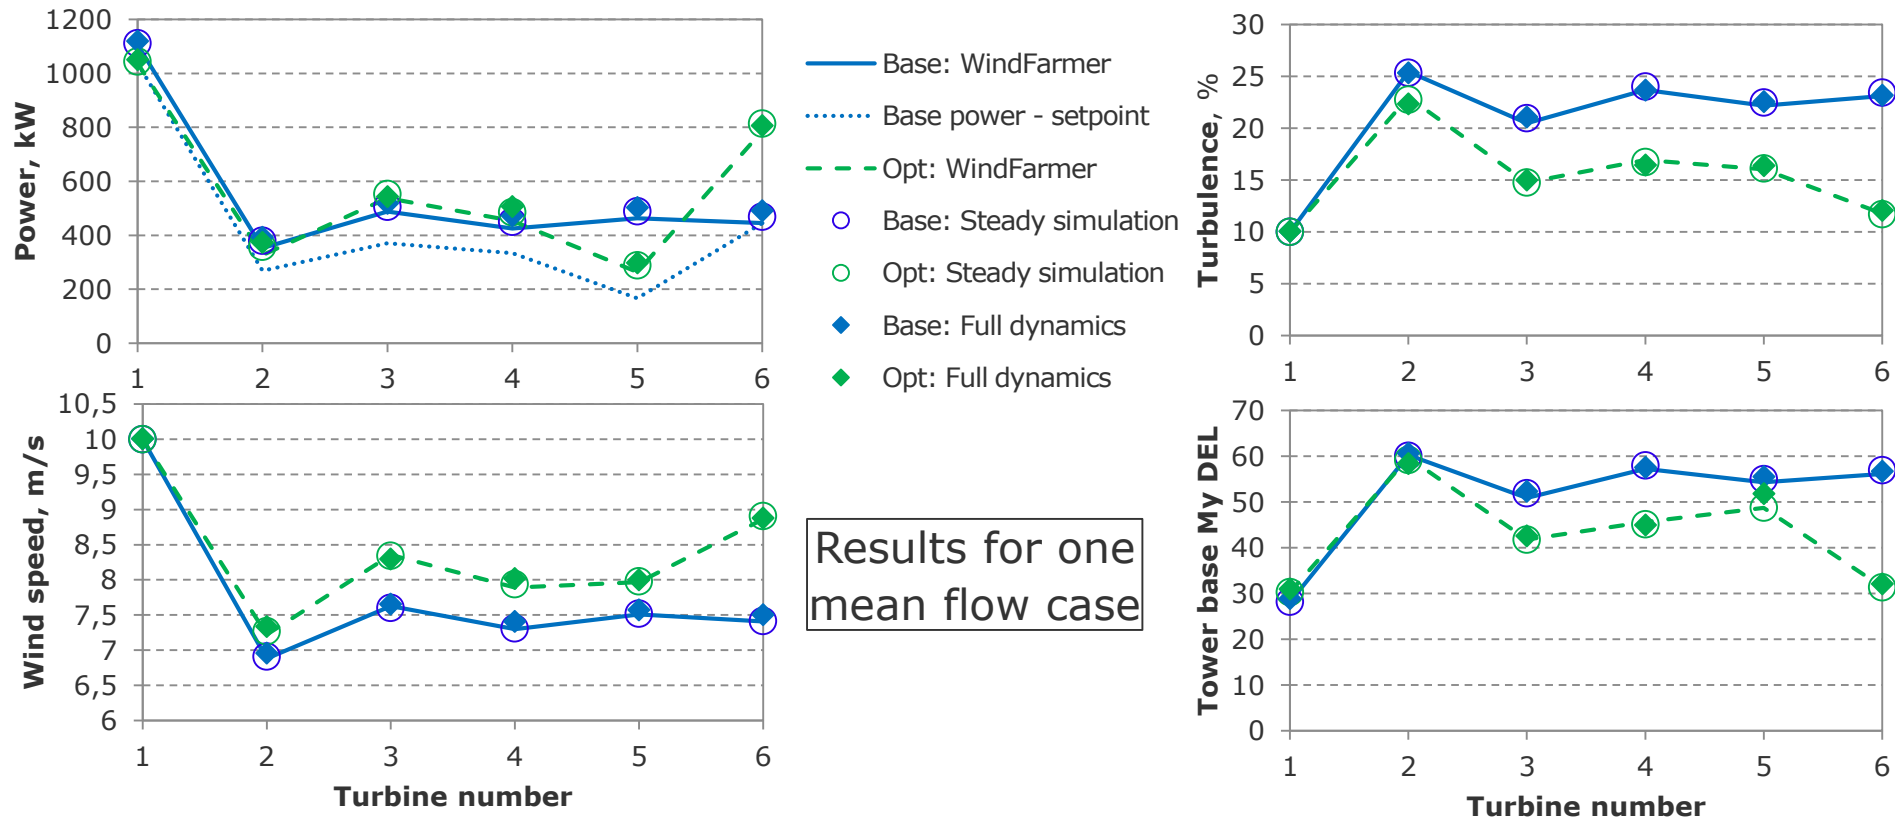 Power, kW
1200
1000
800
600
400
200
0
1 2 3 4 5 6
Base: WindFarmer
Base power - setpoint
Opt: WindFarmer
Base: Steady simulation
Opt: Steady simulation
Base: Full dynamics
Opt: Full dynamics
Turbulence, %
30
25
20
15
10
5
0
1 2 3 4 5 6
Wind speed, m/s
10,5
10
9,5
9
8,5
8
7,5
7
6,5
6
1 2 3 4 5 6
Turbine number
Results for one
mean flow case
Tower base My DEL
70
60
50
40
30
20
10
0
1 2 3 4 5 6
Turbine number